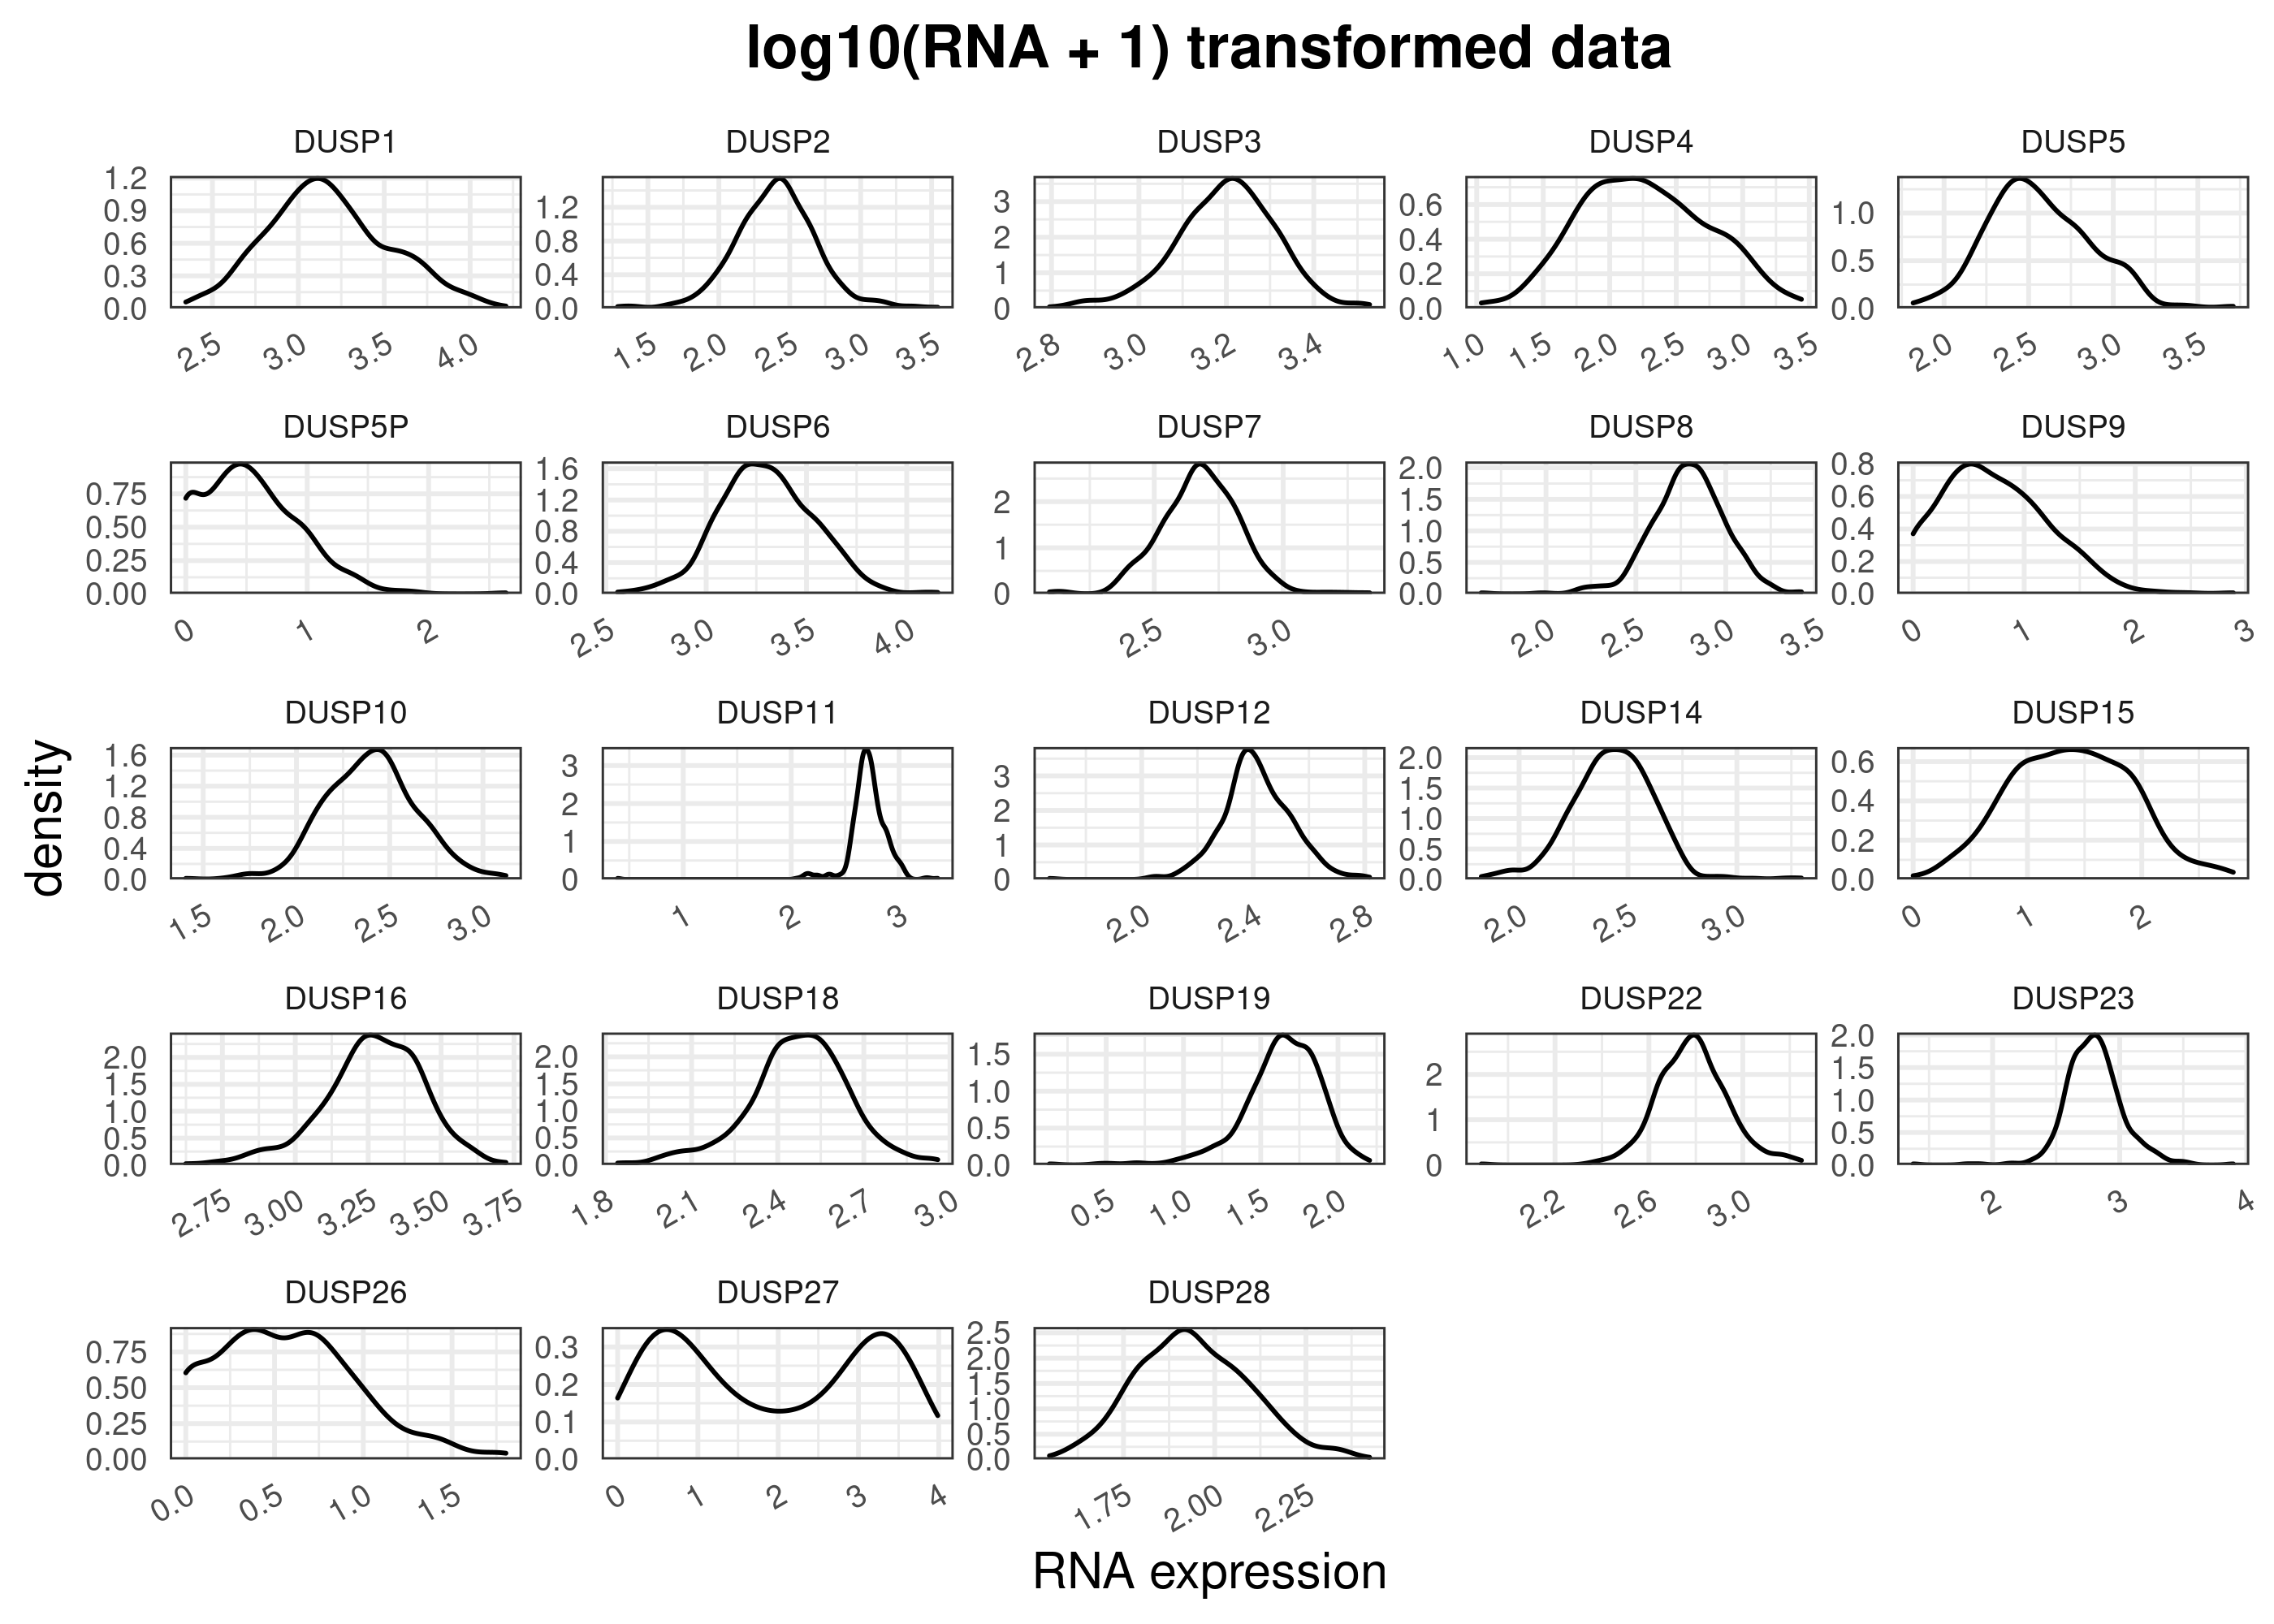 log10(RNA + 1) transformed data
DUSP1 DUSP2 DUSP3 DUSP4 DUSP5
1.2 0.9 0.6 0.3 0.0 1.2 0.8 0.4 0.0 3 2 1 0 0.6 0.4 0.2 0.0 1.0 0.5 0.0
2.5 3.0 3.5 4.0 1.5 2.0 2.5 3.0 3.5 2.8 3.0 3.2 3.4 1.0 1.5 2.0 2.5 3.0 3.5 2.0 2.5 3.0 3.5
DUSP5P DUSP6 DUSP7 DUSP8 DUSP9
0.75 0.50 0.25 0.00 1.6 1.2 0.8 0.4 0.0 2 1 0 2.0 1.5 1.0 0.5 0.0 0.8 0.6 0.4 0.2 0.0
0 1 2 2.5 3.0 3.5 4.0 2.5 3.0 2.0 2.5 3.0 3.5 0 1 2 3
DUSP10 DUSP11 DUSP12 DUSP14 DUSP15
1.6 1.2 0.8 0.4 0.0 3 2 1 0 3 2 1 0 2.0 1.5 1.0 0.5 0.0 0.6 0.4 0.2 0.0
1.5 2.0 2.5 3.0 1 2 3 2.0 2.4 2.8 2.0 2.5 3.0 0 1 2
DUSP16 DUSP18 DUSP19 DUSP22 DUSP23
2.0 1.5 1.0 0.5 0.0 2.0 1.5 1.0 0.5 0.0 1.5 1.0 0.5 0.0 2 1 0 2.0 1.5 1.0 0.5 0.0
2.75 3.00 3.25 3.50 3.75 1.8 2.1 2.4 2.7 3.0 0.5 1.0 1.5 2.0 2.2 2.6 3.0 2 3 4
DUSP26 DUSP27 DUSP28
0.75 0.50 0.25 0.00 0.3 0.2 0.1 0.0 2.5 2.0 1.5 1.0 0.5 0.0
0.0 0.5 1.0 1.5 0 1 2 3 4 1.75 2.00 2.25
density
RNA expression